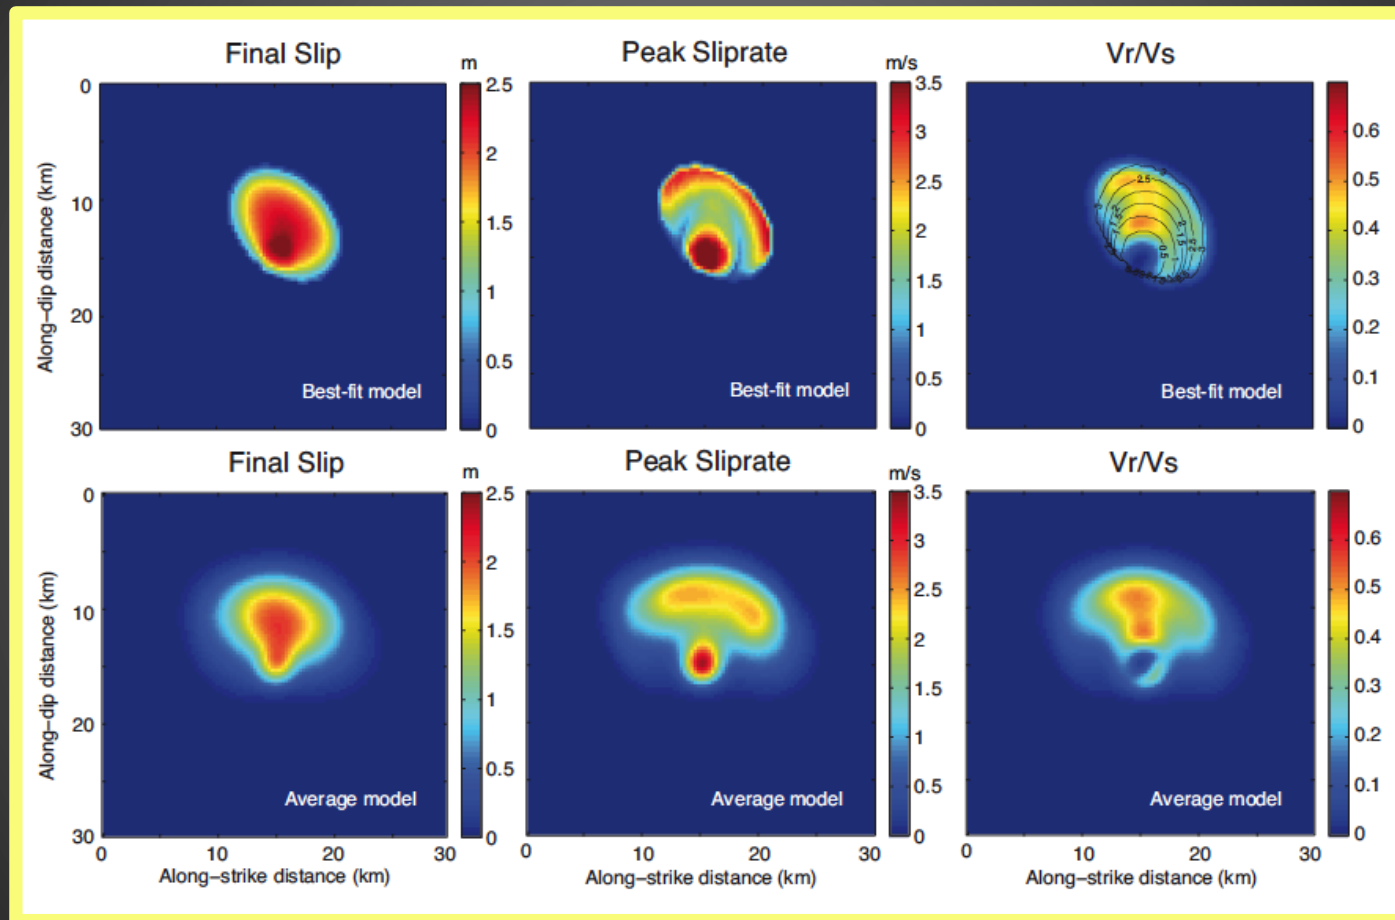 Final Slip
Peak Sliprate
Vr/Vs
m
m/s
0
10
20
30
Along–dip distance (km)
2.5
2
1.5
1
0.5
0
3.5
3
2.5
2
1.5
1
0.5
0
0.6
0.5
0.4
0.3
0.2
0.1
0
2.5
0.5
Best-fit model
Best-fit model
Best-fit model
Final Slip
Peak Sliprate
Vr/Vs
m
m/s
0
10
20
30
Along–dip distance (km)
2.5
2
1.5
1
0.5
0
3.5
3
2.5
2
1.5
1
0.5
0
0.6
0.5
0.4
0.3
0.2
0.1
0
Average model
Average model
Average model
0 10 20 30
0 10 20 30
0 10 20 30
Along–strike distance (km)
Along–strike distance (km)
Along–strike distance (km)